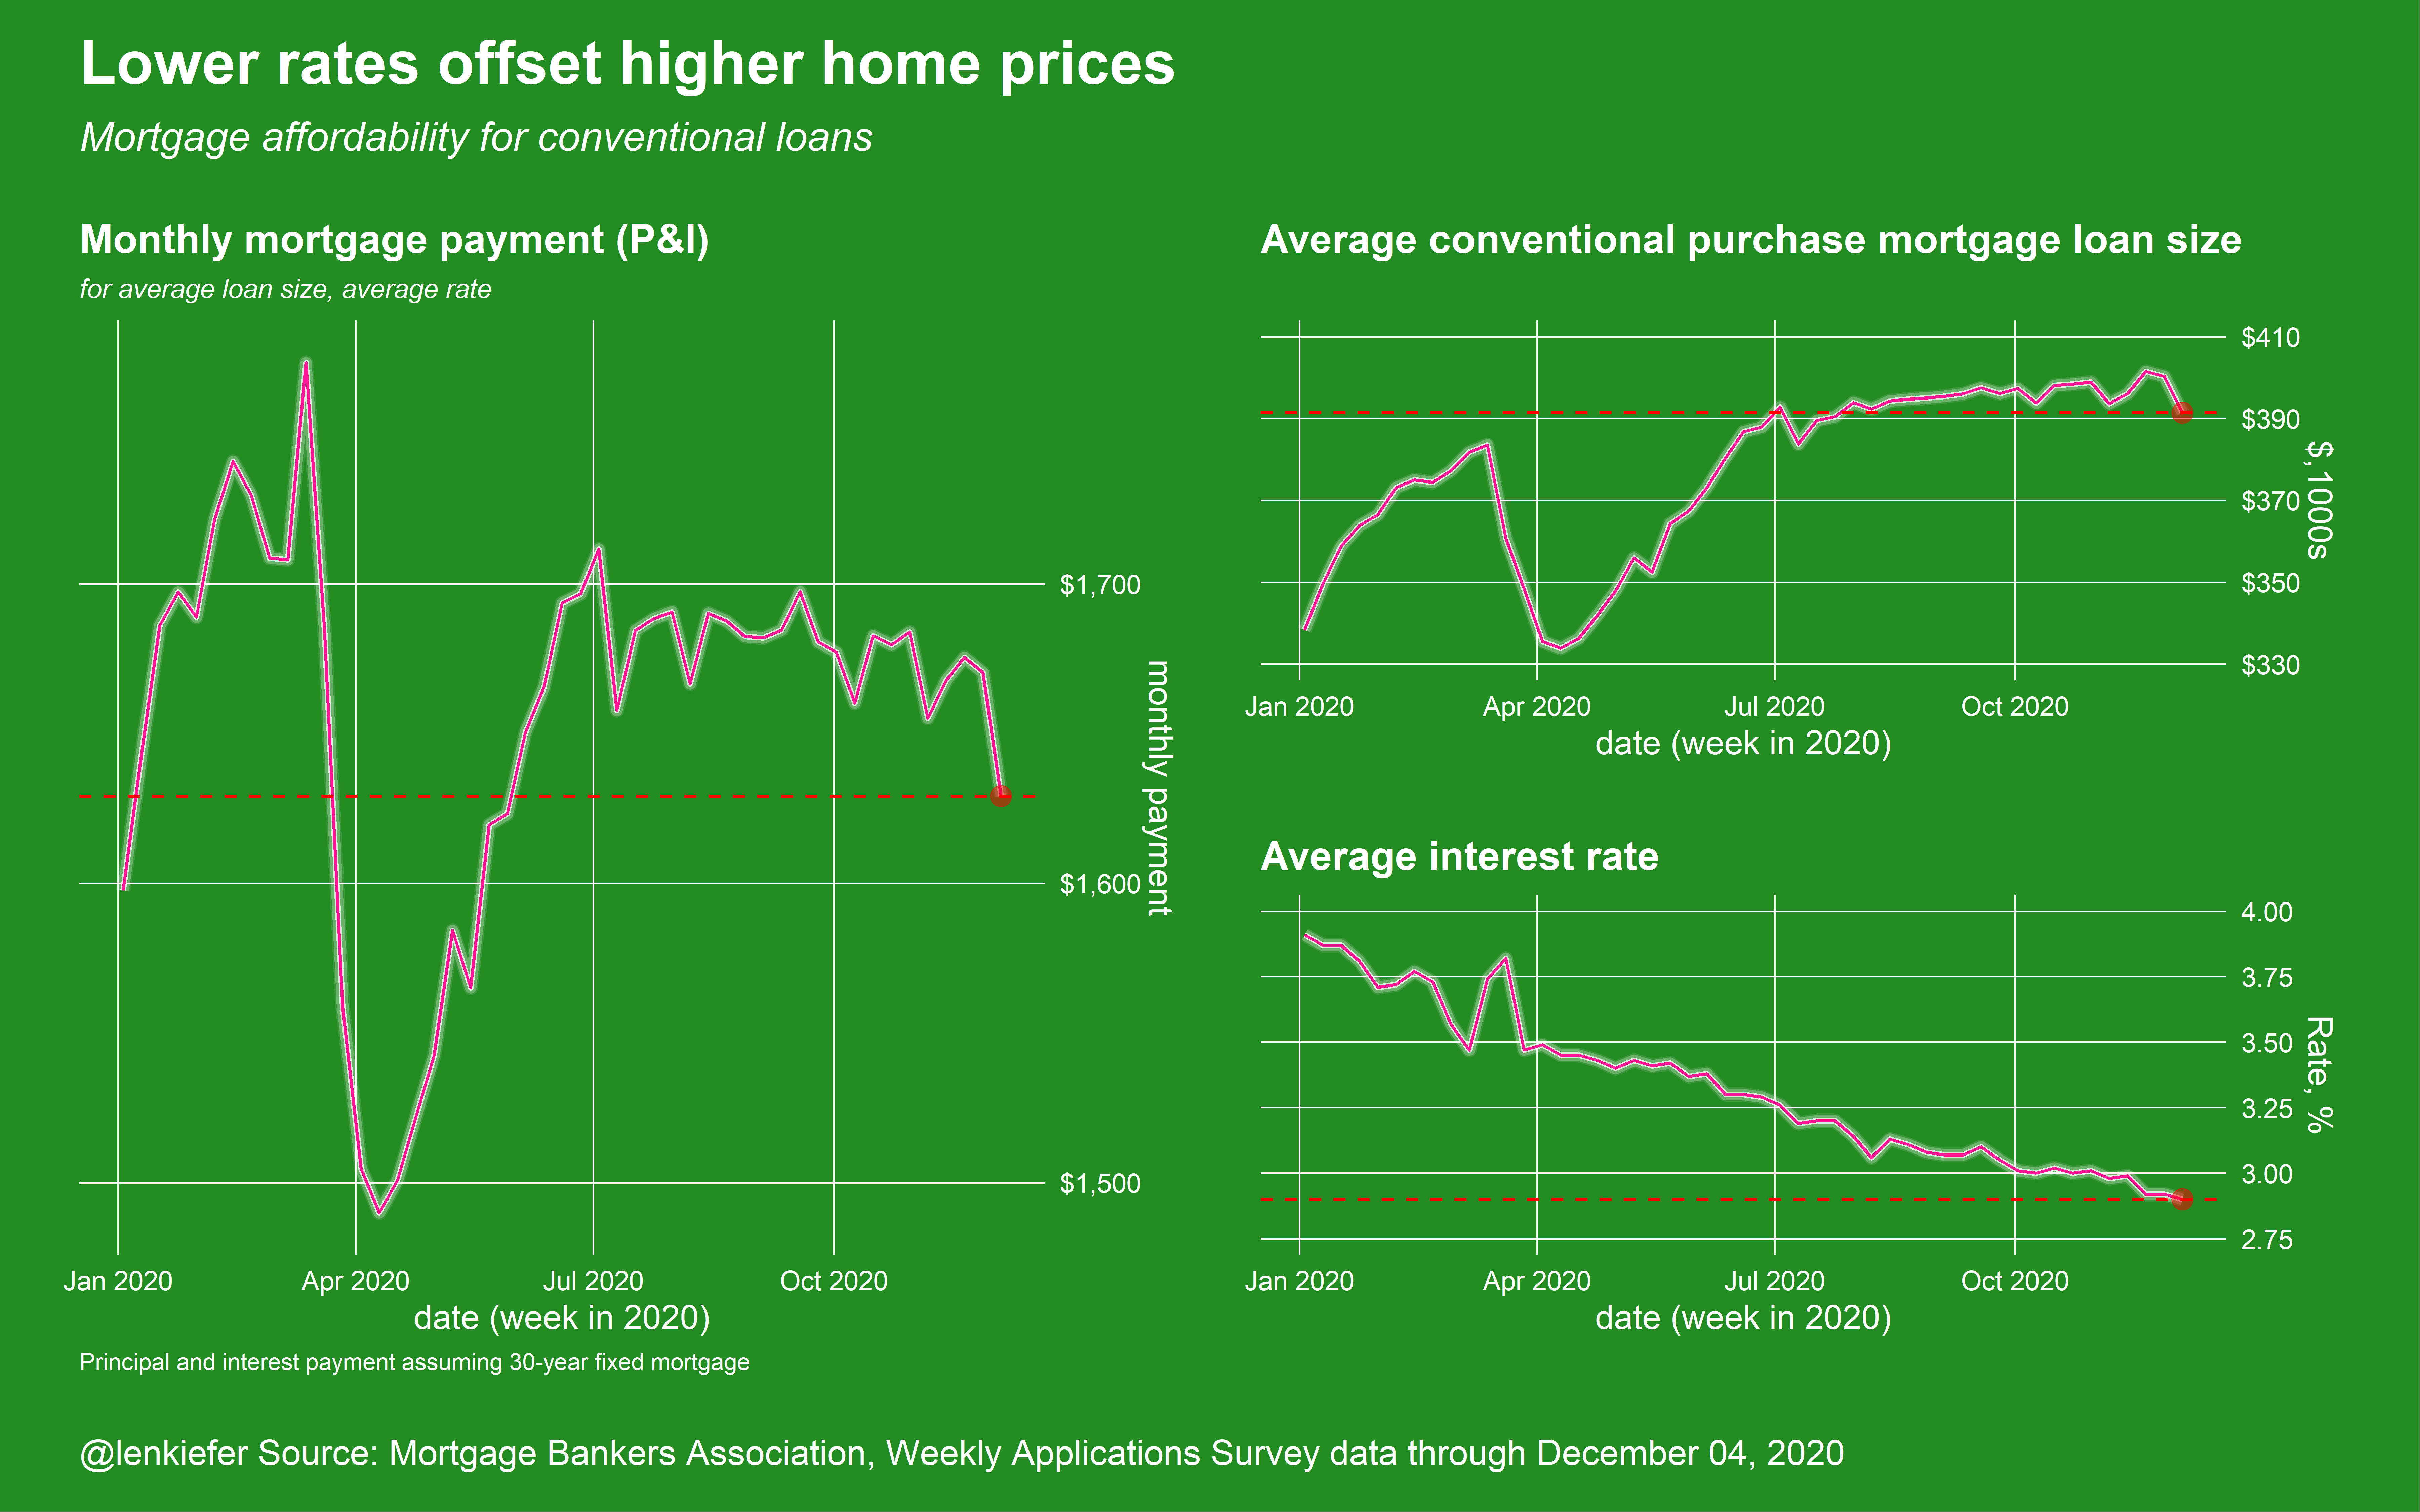 Lower rates offset higher home prices
Mortgage affordability for conventional loans
Monthly mortgage payment (P&I)
for average loan size, average rate
$1,700
$1,600
$1,500
monthly payment
Jan 2020 Apr 2020 Jul 2020 Oct 2020
date (week in 2020)
Principal and interest payment assuming 30-year fixed mortgage
Average conventional purchase mortgage loan size
$410
$390
$370
$350
$330
$,1000s
Jan 2020 Apr 2020 Jul 2020 Oct 2020
date (week in 2020)
Average interest rate
4.00
3.75
3.50
3.25
3.00
2.75
Rate, %
Jan 2020 Apr 2020 Jul 2020 Oct 2020
date (week in 2020)
@lenkiefer Source: Mortgage Bankers Association, Weekly Applications Survey data through December 04, 2020